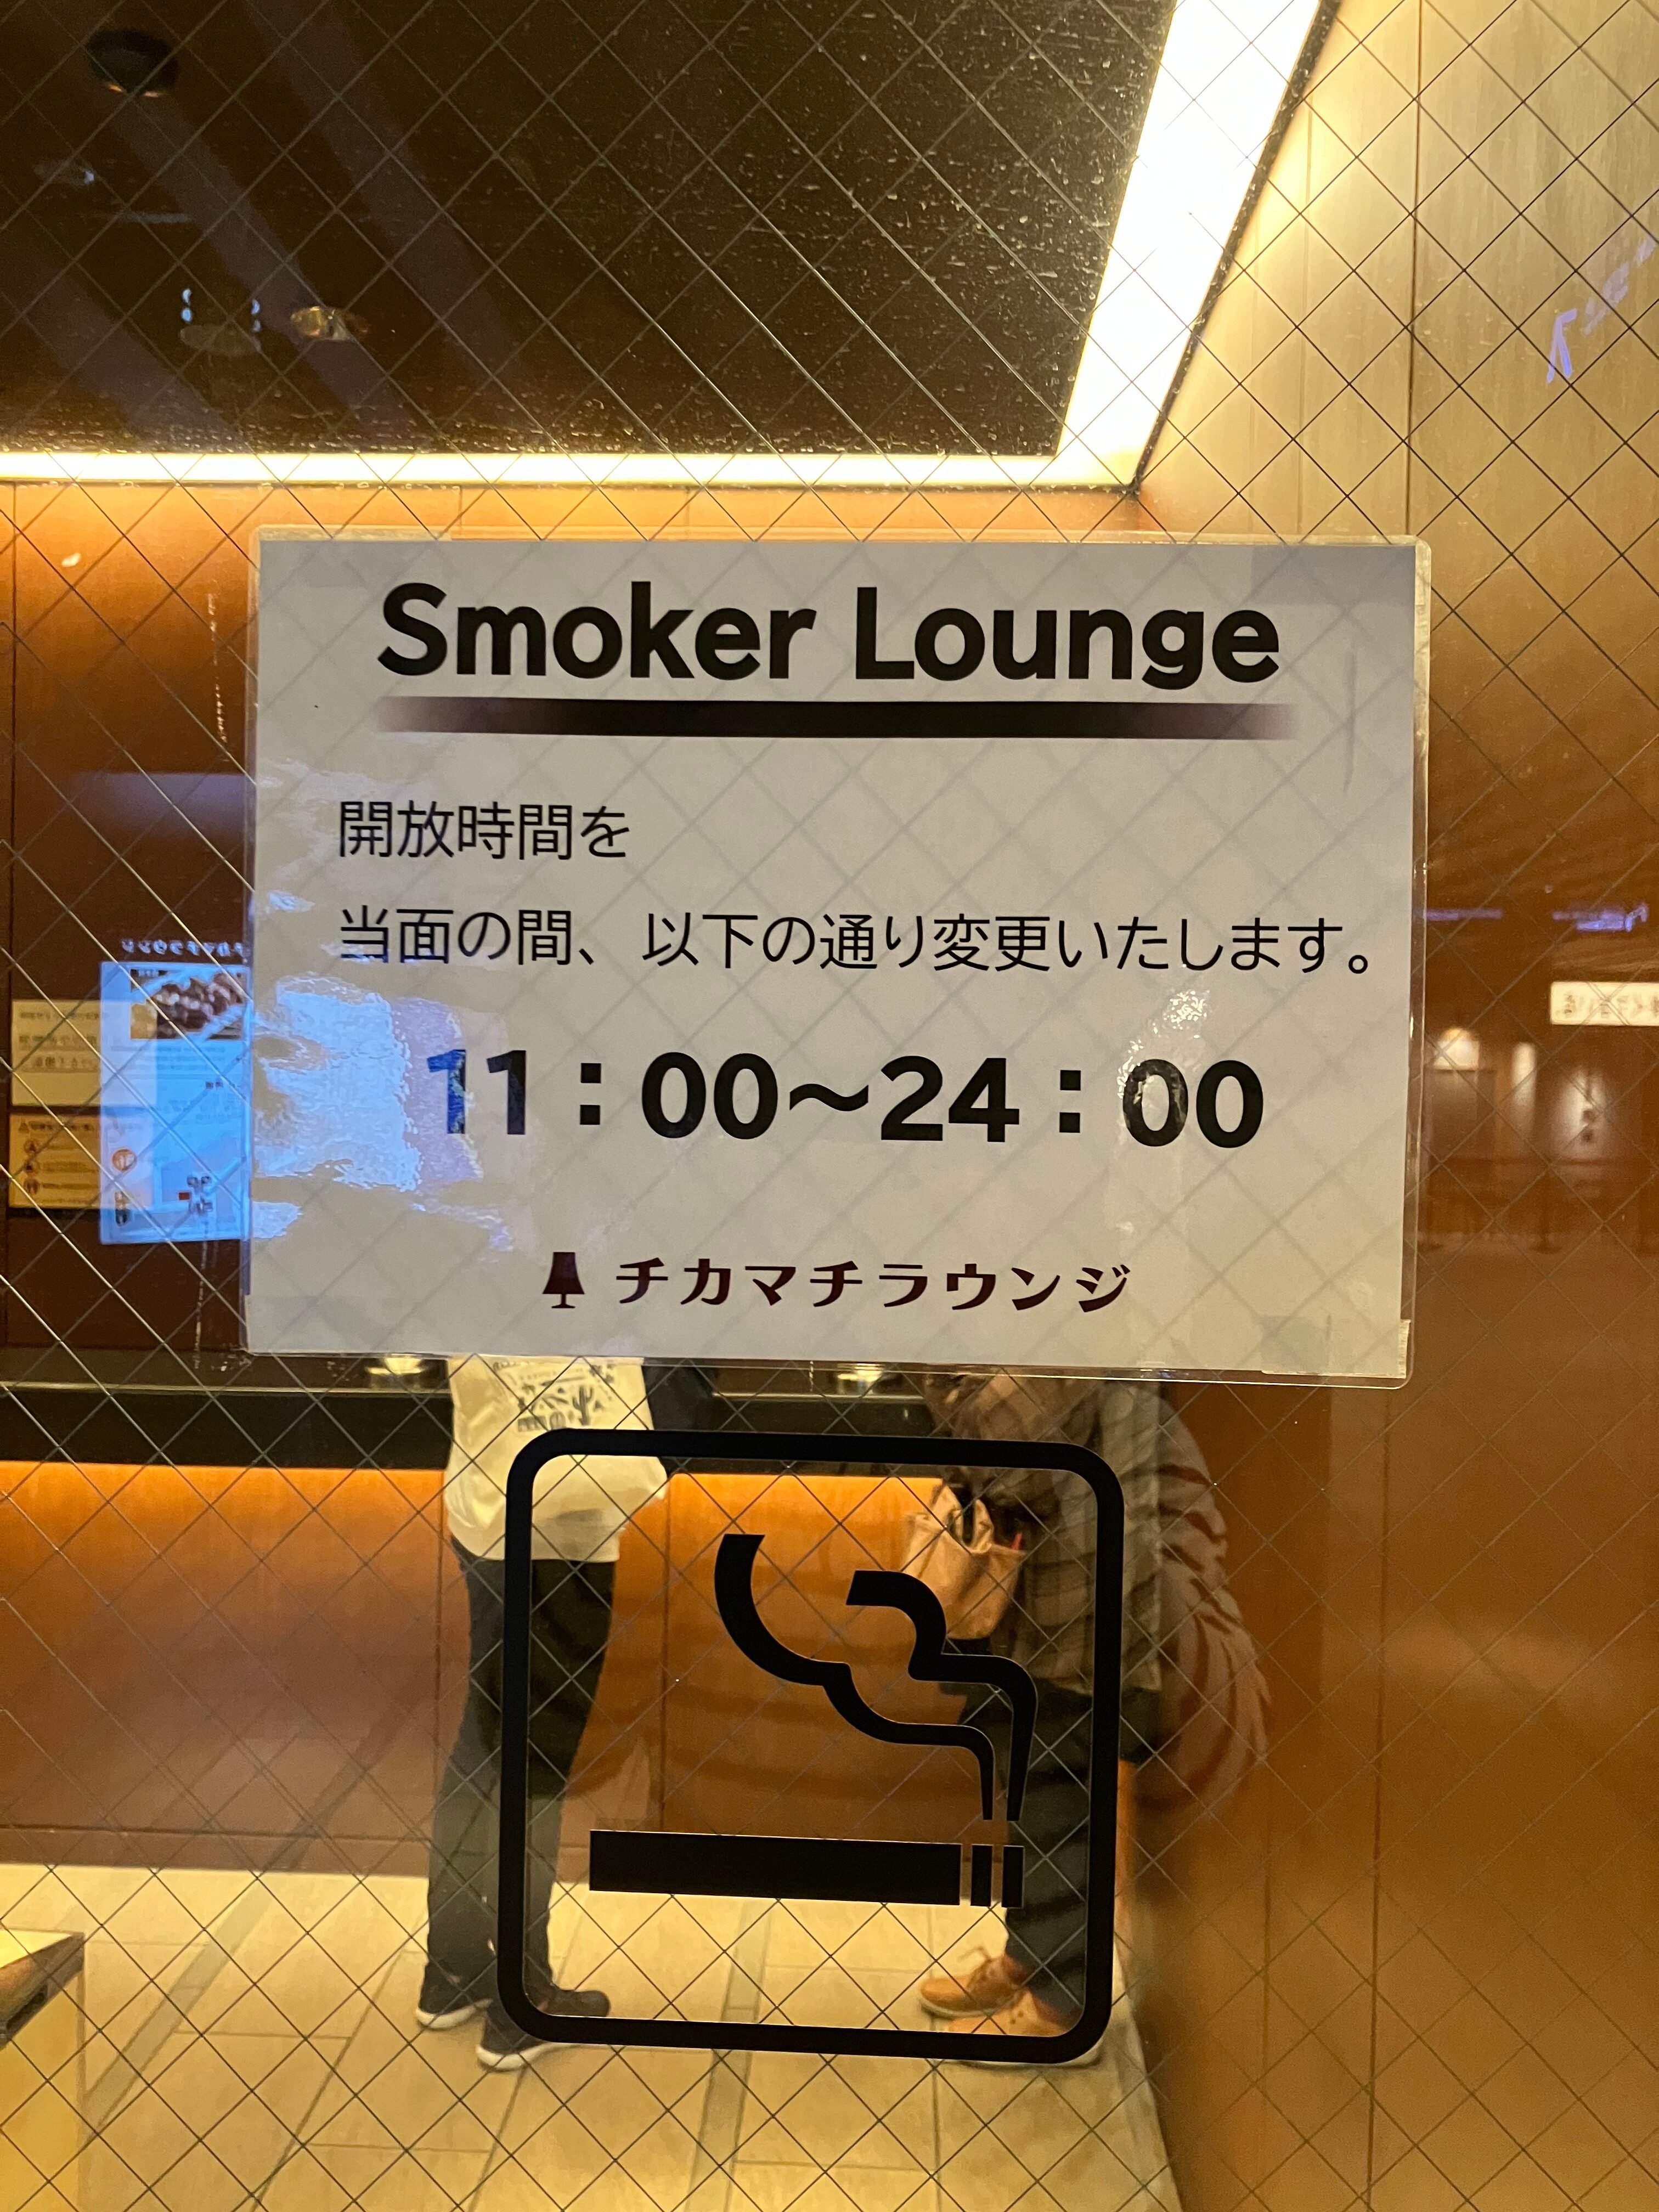 Smoker Lounge
開放時間を
当面の間、以下の通り変更いたします。
11：00～24：00
チカマチラウンジ